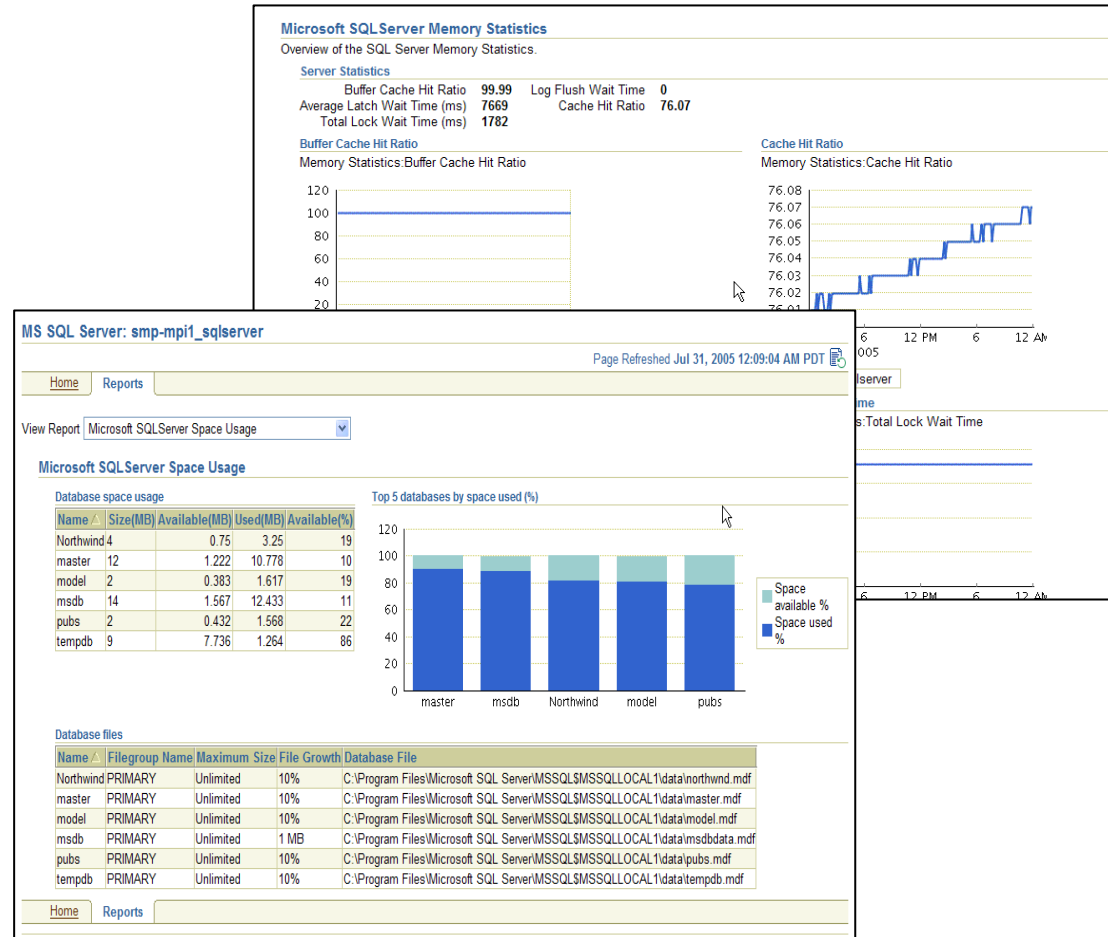 Microsoft SQLServer Memory Statistics
Overview of the SQL Server Memory Statistics.
Server Statistics
Buffer Cache Hit Ratio 99.99 Log Flush Wait Time 0
Average Latch Wait Time (ms) 7669 Cache Hit Ratio 76.07
Total Lock Wait Time (ms) 1782
Buffer Cache Hit Ratio
Memory Statistics:Buffer Cache Hit Ratio
120
100
80
60
40
20
Cache Hit Ratio
Memory Statistics:Cache Hit Ratio
76.08
76.07
76.06
76.05
76.04
76.03
76.02
76.01
6 12 PM 6 12 AM
005
lserver
me
s:Total Lock Wait Time
6 12 PM 6 12 AM
MS SQL Server: smp-mpi1_sqlserver
Page Refreshed Jul 31, 2005 12:09:04 AM PDT
Home Reports
View Report Microsoft SQLServer Space Usage
Microsoft SQLServer Space Usage
Database space usage
Name Size(MB) Available(MB) Used(MB) Available(%)
Northwind 4 0.75 3.25 19
master 12 1.222 10.778 10
model 2 0.383 1.617 19
msdb 14 1.567 12.433 11
pubs 2 0.432 1.568 22
tempdb 9 7.736 1.264 86
Top 5 databases by space used (%)
120
100
80
60
40
20
0
master msdb Northwind model pubs
Space available %
Space used %
Database files
Name Filegroup Name Maximum Size File Growth Database File
Northwind PRIMARY Unlimited 10% C:\Program Files\Microsoft SQL Server\MSSQL$MSSQLLOCAL1\data\northwnd.mdf
master PRIMARY Unlimited 10% C:\Program Files\Microsoft SQL Server\MSSQL$MSSQLLOCAL1\data\master.mdf
model PRIMARY Unlimited 10% C:\Program Files\Microsoft SQL Server\MSSQL$MSSQLLOCAL1\data\model.mdf
msdb PRIMARY Unlimited 1 MB C:\Program Files\Microsoft SQL Server\MSSQL$MSSQLLOCAL1\data\msdbdata.mdf
pubs PRIMARY Unlimited 10% C:\Program Files\Microsoft SQL Server\MSSQL$MSSQLLOCAL1\data\pubs.mdf
tempdb PRIMARY Unlimited 10% C:\Program Files\Microsoft SQL Server\MSSQL$MSSQLLOCAL1\data\tempdb.mdf
Home Reports